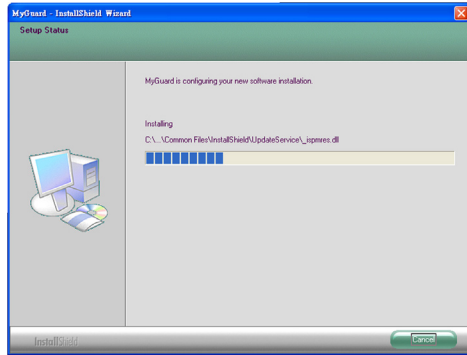 MyGuard - InstallShield Wizard
Setup Status
MyGuard is configuring your new software installation.
Installing
C:\...\Common Files\InstallShield\UpdateService\_ispmres.dll
InstallShield
Cancel